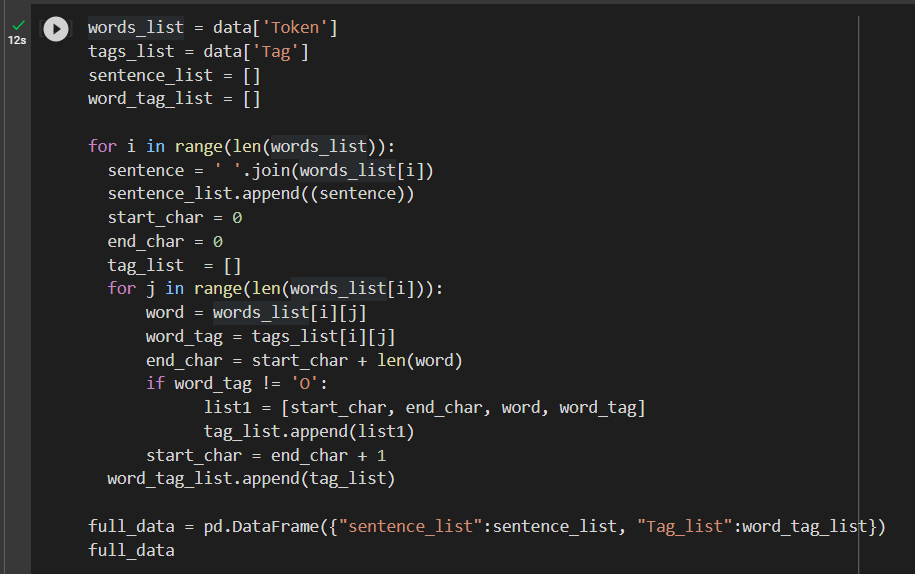 12s
words_list = data['Token']
tags_list = data['Tag']
sentence_list = []
word_tag_list = []
for i in range(len(words_list)):
  sentence = ' '.join(words_list[i])
  sentence_list.append((sentence))
  start_char = 0
  end_char = 0
  tag_list  = []
  for j in range(len(words_list[i])):
      word = words_list[i][j]
      word_tag = tags_list[i][j]
      end_char = start_char + len(word)
      if word_tag != 'O':
            list1 = [start_char, end_char, word, word_tag]
            tag_list.append(list1)
      start_char = end_char + 1
  word_tag_list.append(tag_list)
full_data = pd.DataFrame({"sentence_list":sentence_list, "Tag_list":word_tag_list})
full_data